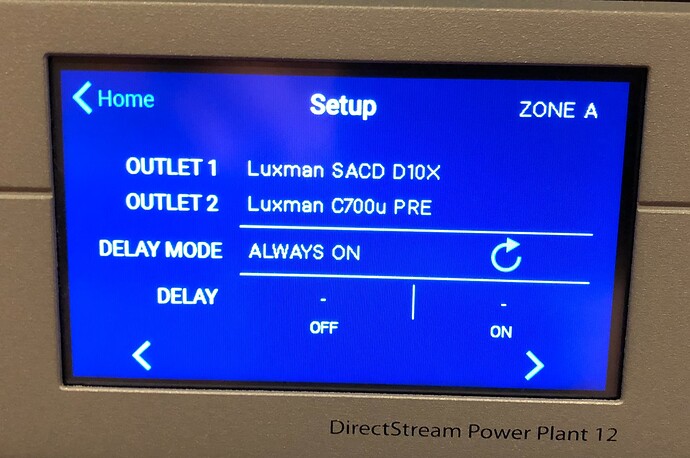 Home Setup ZONE A
OUTLET 1 Luxman SACD D10X
OUTLET 2 Luxman C700u PRE
DELAY MODE ALWAYS ON
DELAY - -
OFF ON
DirectStream Power Plant 12